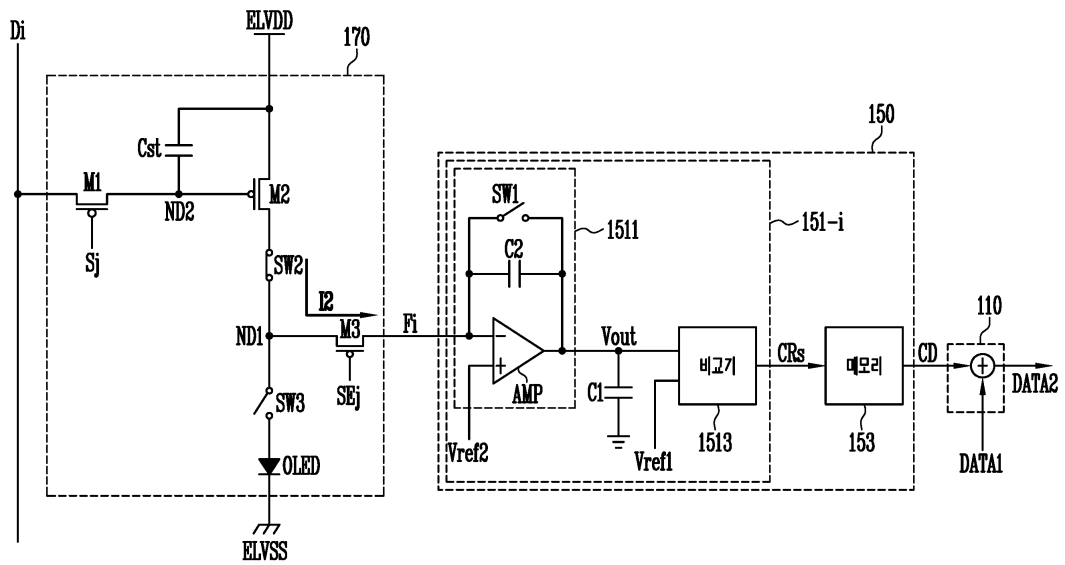 Di
ELVDD
170
Cst
M1
ND2
M2
Sj
SW2
I2
ND1
M3
Fi
SEj
SW3
OLED
ELVSS
150
151-i
1511
SW1
C2
AMP
Vref2
Vout
C1
비교기
1513
Vref1
CRs
메모리
153
CD
110
DATA2
DATA1